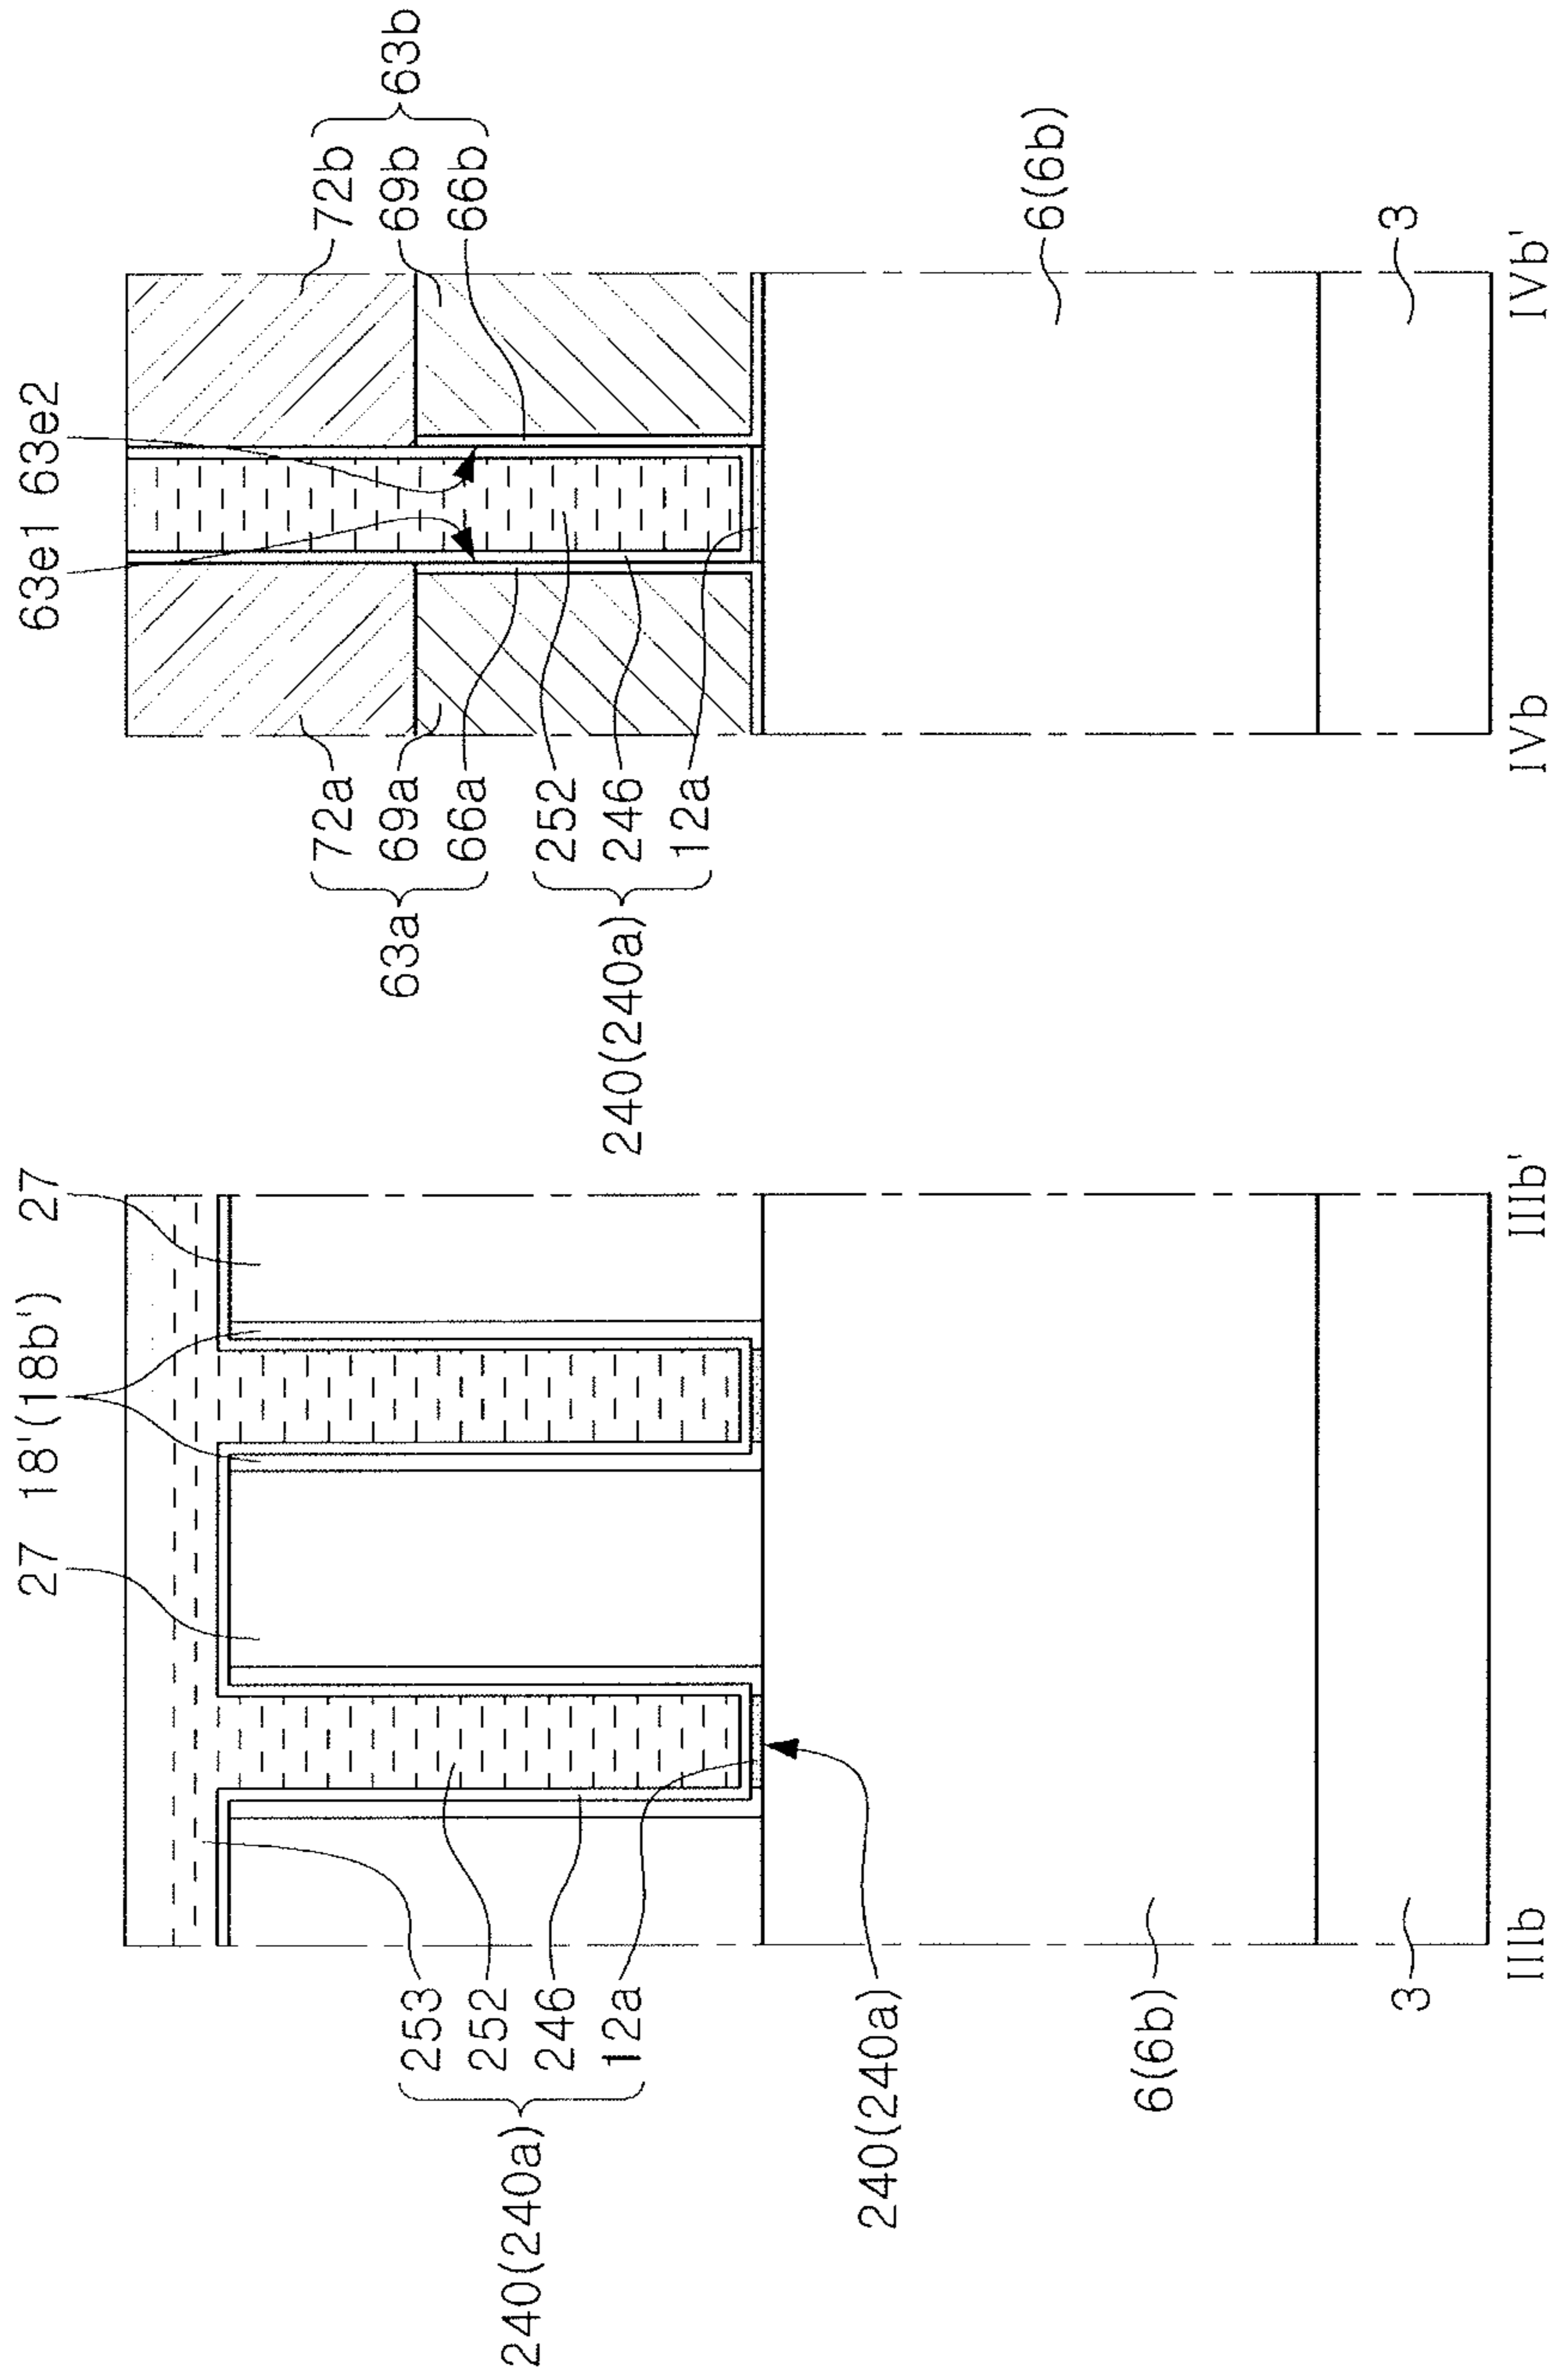 27
18'(18b')
27
253
252
246
12a
240(240a)
240(240a)
6(6b)
3
IIIb
IIIb'
63e1
63e2
72a
69a
66a
63a
252
246
12a
240(240a)
72b
69b
66b
63b
6(6b)
3
IVb
IVb'